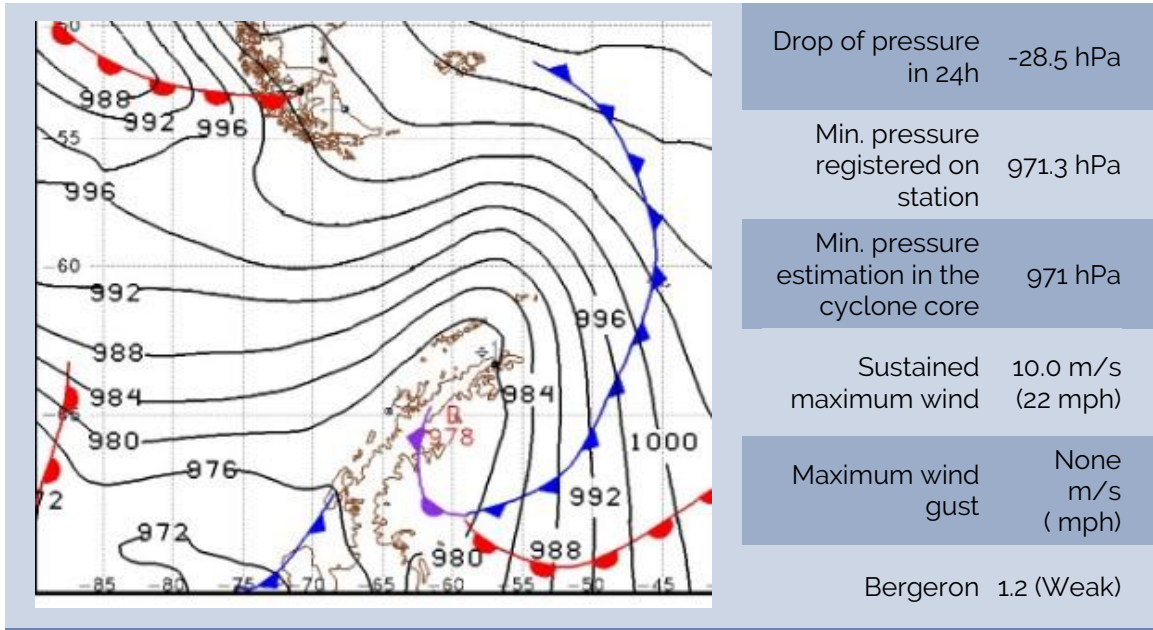 -50
988
992
996
-55
996
-60
992
996
988
984
984
980
978
1000
976
992
972
980
988
-85
-80
-75
-70
-65
-60
-55
-50
-45
Drop of pressure
in 24h
-28.5 hPa
Min. pressure
registered on
station
971.3 hPa
Min. pressure
estimation in the
cyclone core
971 hPa
Sustained
maximum wind
10.0 m/s
(22 mph)
Maximum wind
gust
None
m/s
( mph)
Bergeron
1.2 (Weak)